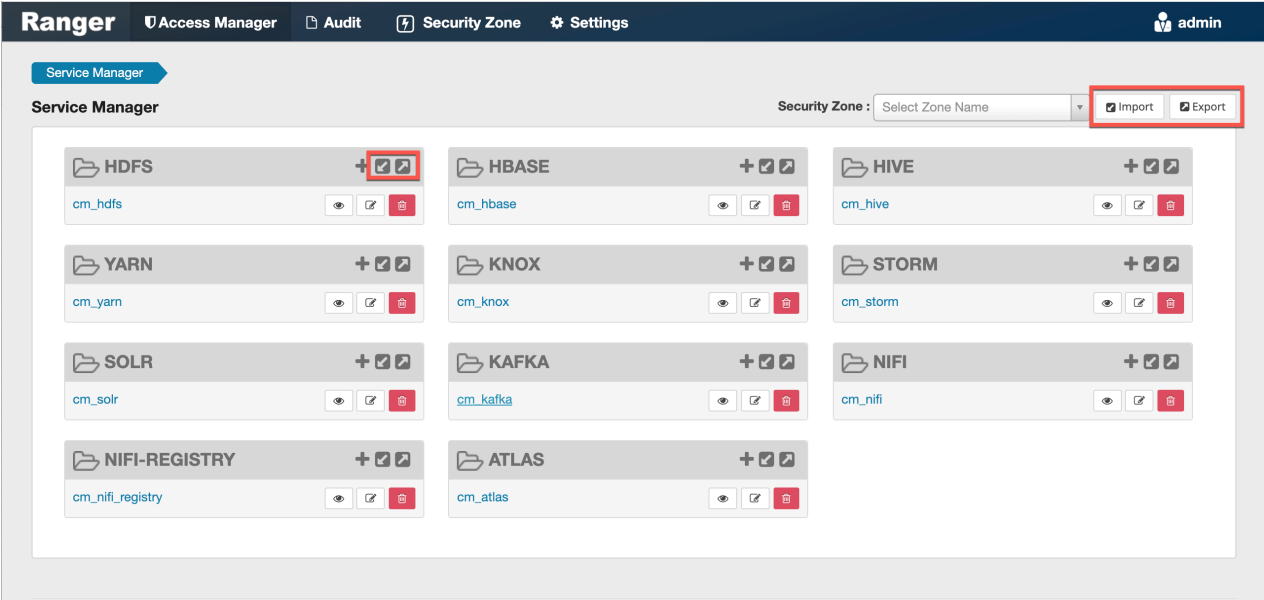 Ranger Access Manager Audit Security Zone Settings admin
Service Manager
Service Manager Security Zone : Select Zone Name Import Export
HDFS HBASE HIVE
cm_hdfs cm_hbase cm_hive
YARN KNOX STORM
cm_yarn cm_knox cm_storm
SOLR KAFKA NIFI
cm_solr cm_kafka cm_nifi
NIFI-REGISTRY ATLAS
cm_nifi_registry cm_atlas